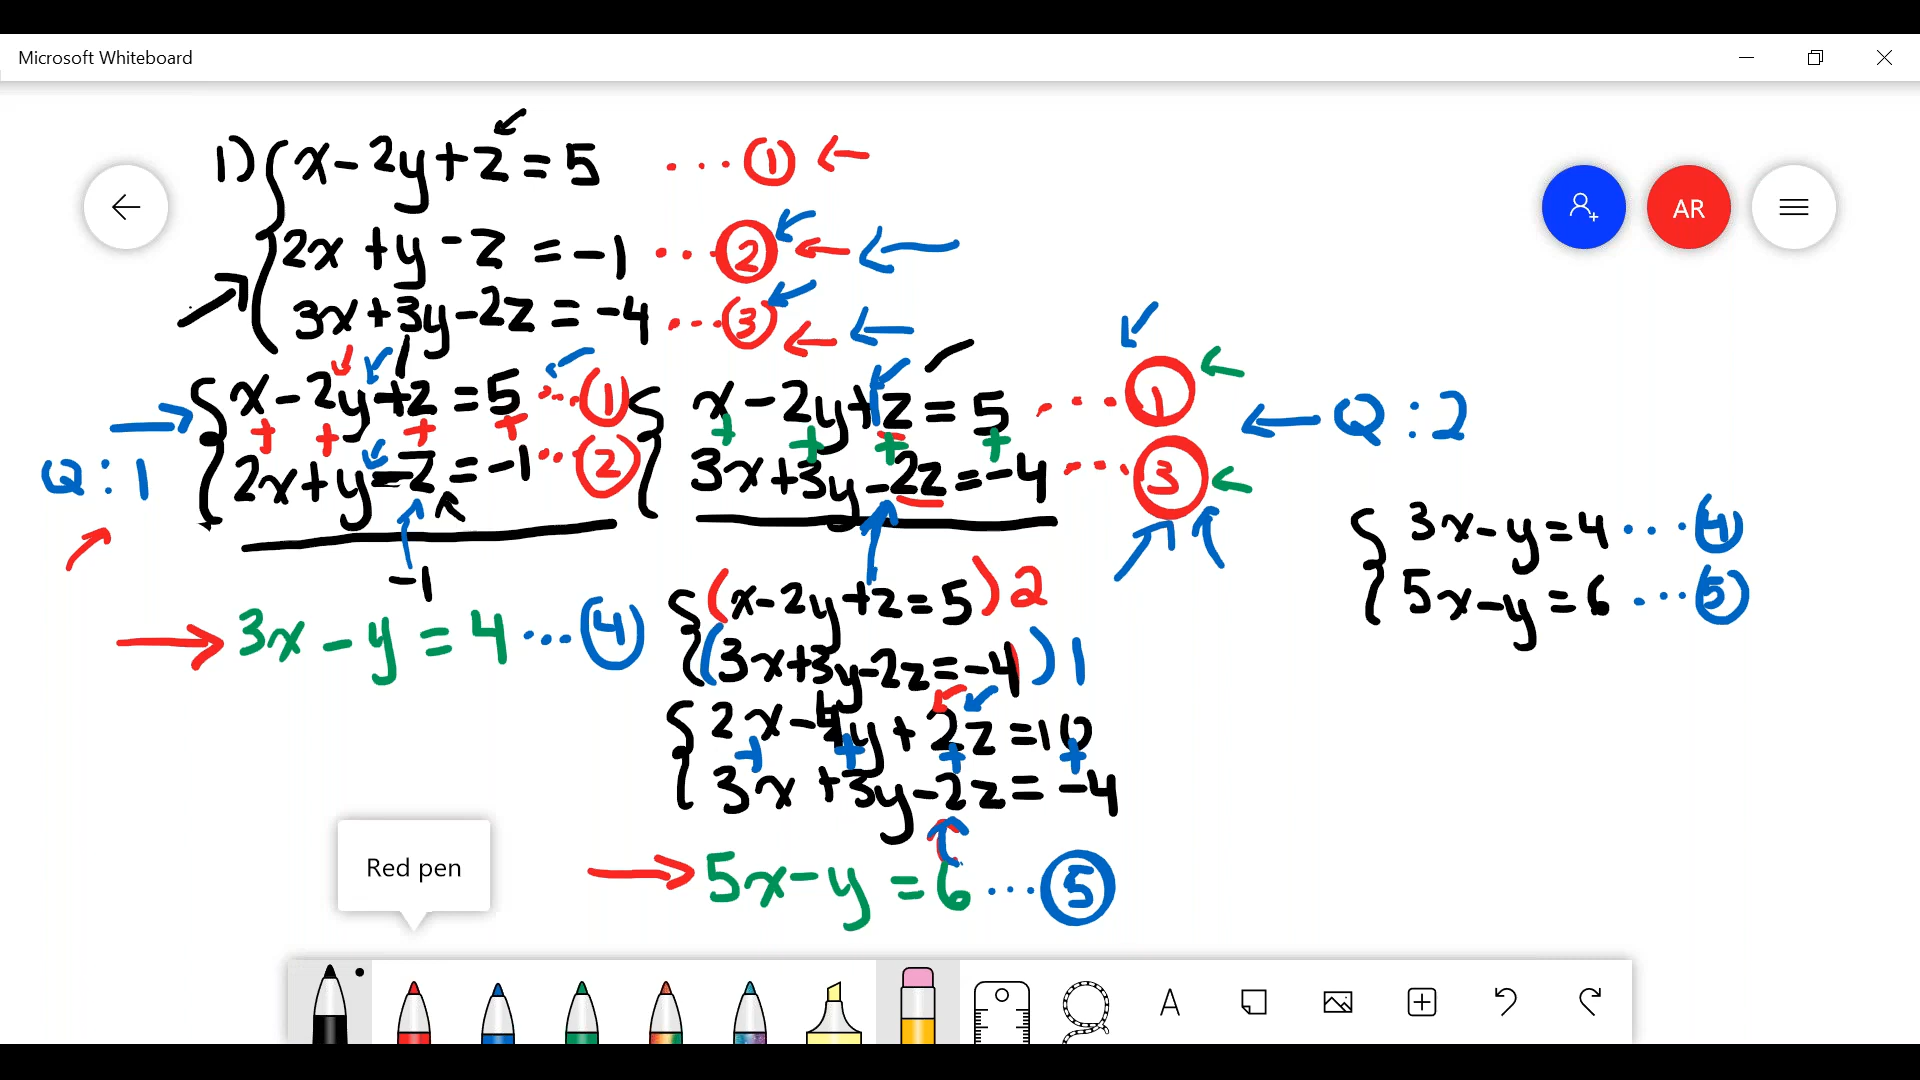 Microsoft Whiteboard
1) x - 2y + z = 5 ... ①
2x + y - z = -1 ... ②
3x + 3y - 2z = -4 ... ③
AR
Q : 1
x - 2y + z = 5 ... ①
+ + + +
2x + y - z = -1 ... ②
-1
3x - y = 4 ... ④
x - 2y + z = 5 ... ①
+ + + +
3x + 3y - 2z = -4 ... ③
Q : 2
(x - 2y + z = 5) 2
(3x + 3y - 2z = -4) 1
2x - 4y + 2z = 10
+ + + +
3x + 3y - 2z = -4
5x - y = 6 ... ⑤
3x - y = 4 ... ④
5x - y = 6 ... ⑤
Red pen